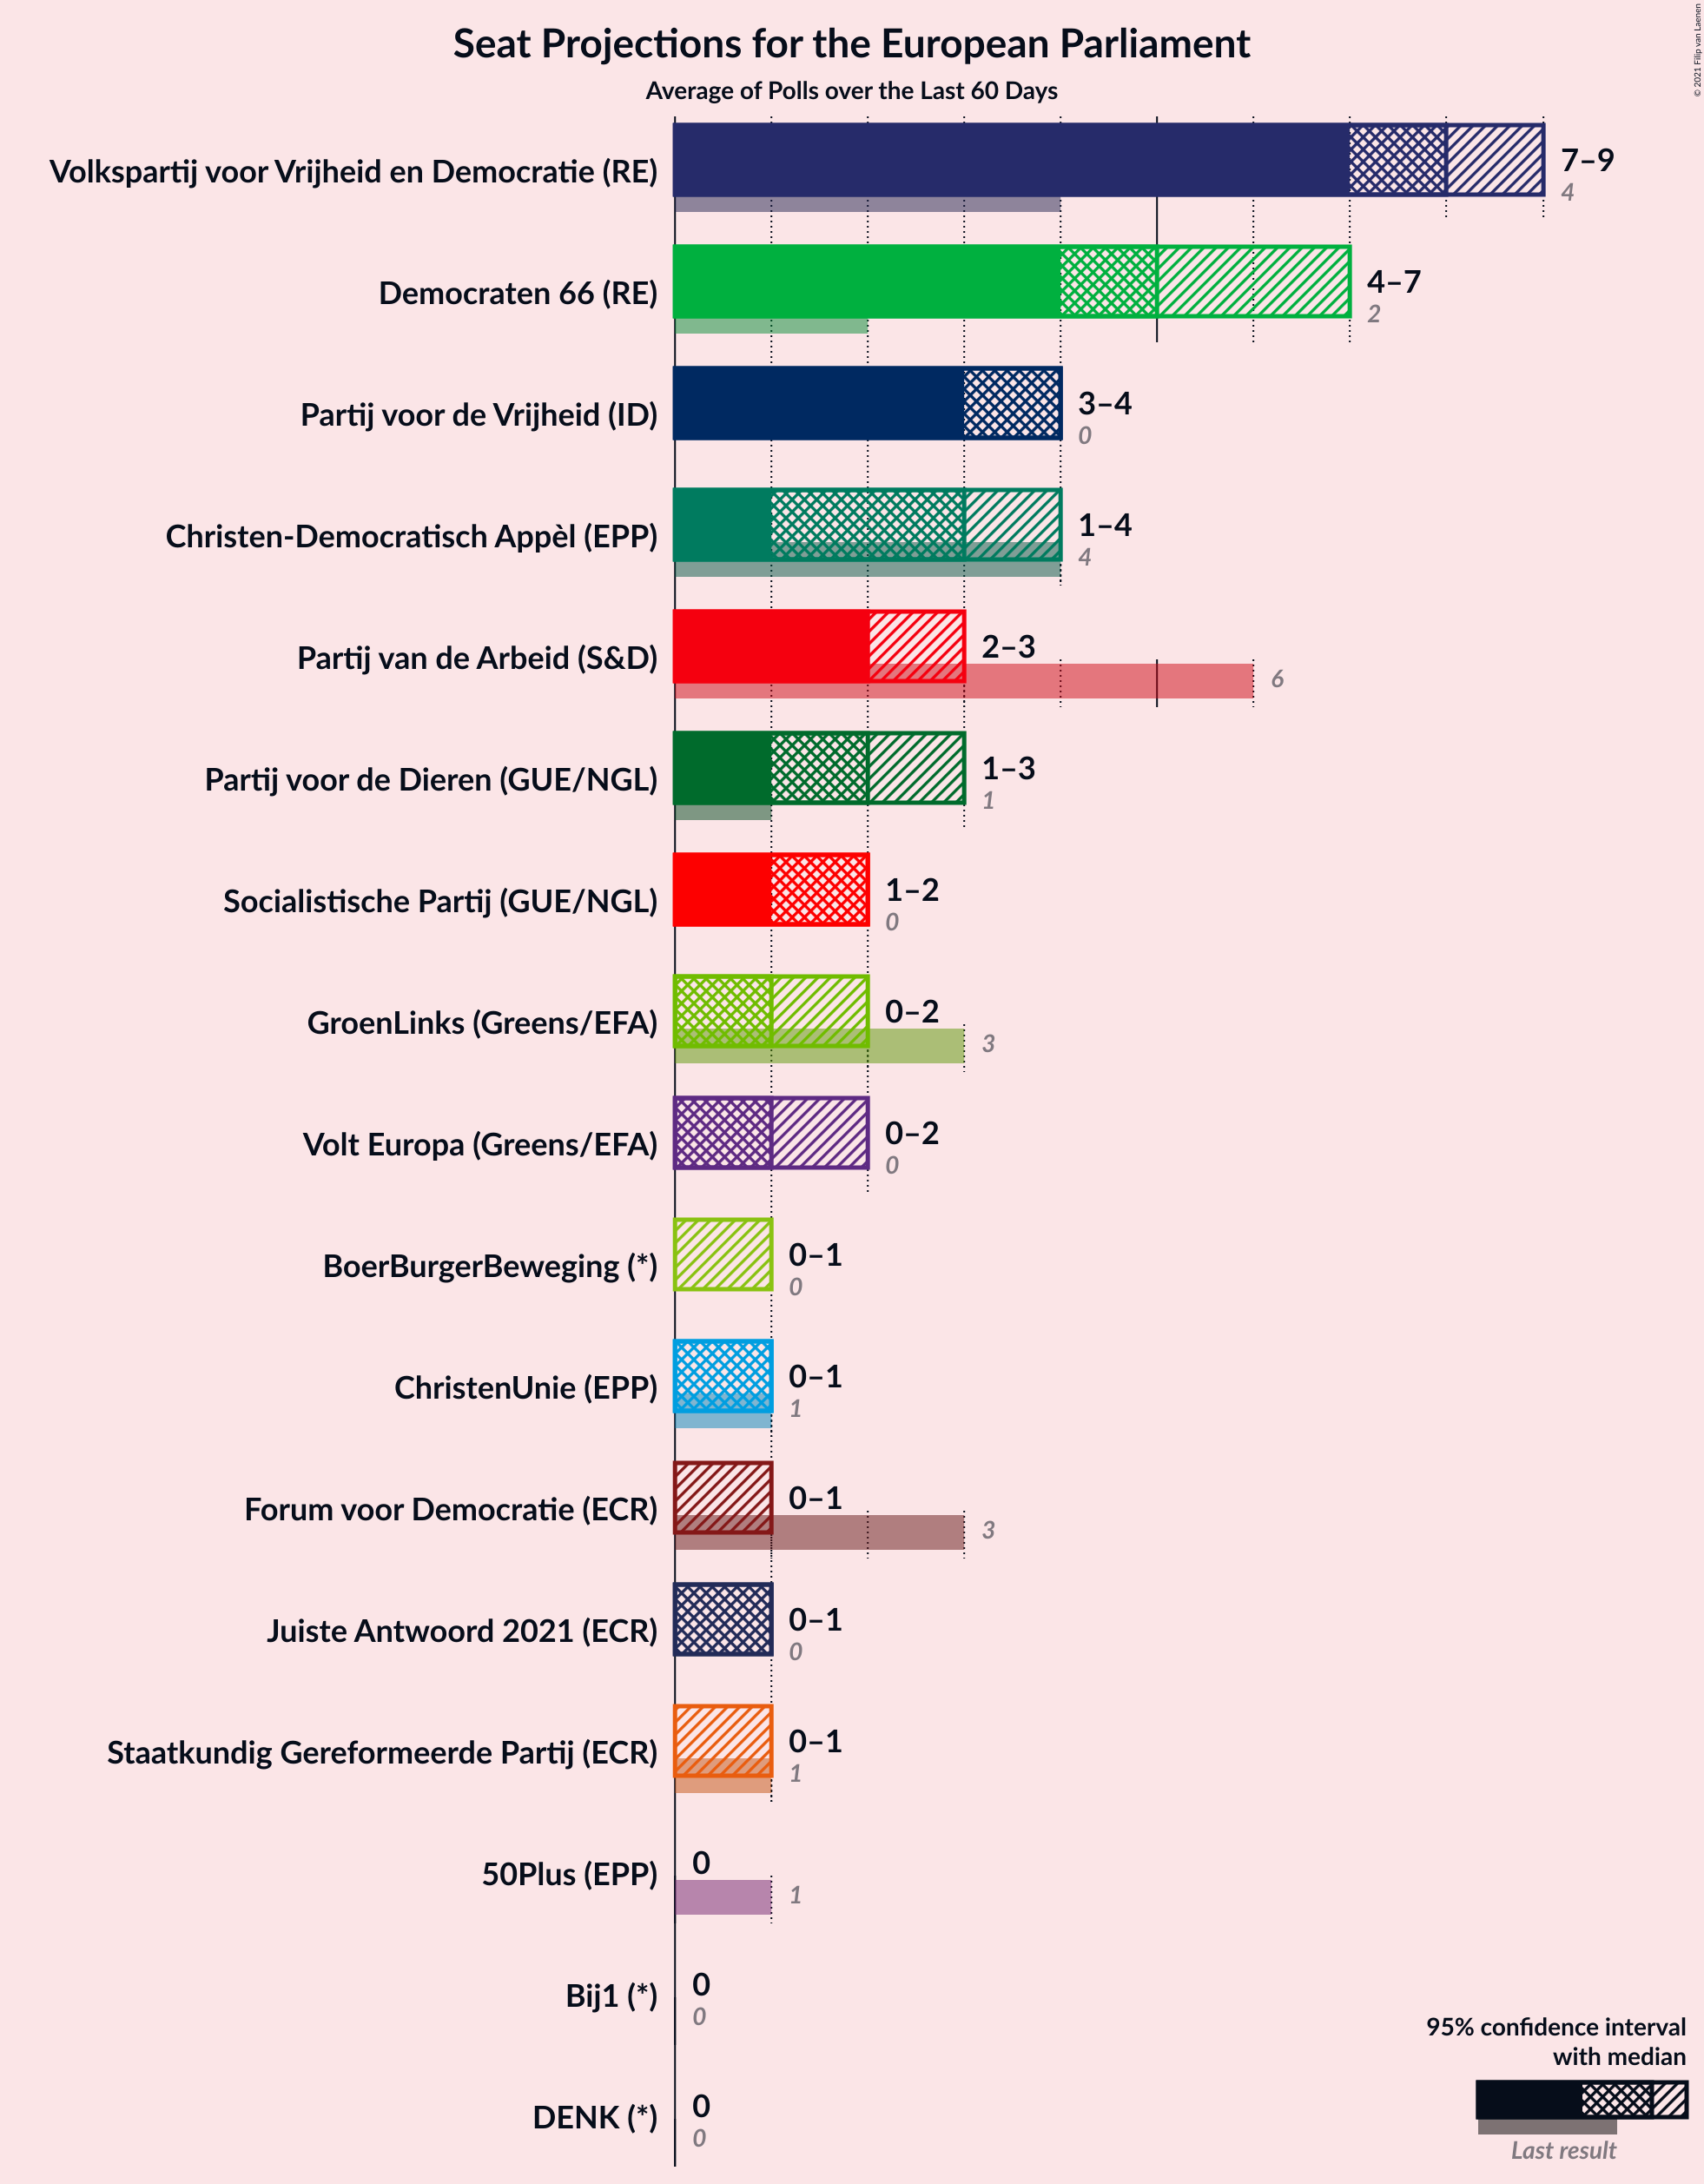 Seat Projections for the European Parliament
Average of Polls over the Last 60 Days
© 2021 Filip van Laenen
Volkspartij voor Vrijheid en Democratie (RE)
7–9
4
Democraten 66 (RE)
4–7
2
Partij voor de Vrijheid (ID)
3–4
0
Christen-Democratisch Appèl (EPP)
1–4
4
Partij van de Arbeid (S&D)
2–3
6
Partij voor de Dieren (GUE/NGL)
1–3
1
Socialistische Partij (GUE/NGL)
1–2
0
GroenLinks (Greens/EFA)
0–2
3
Volt Europa (Greens/EFA)
0–2
0
BoerBurgerBeweging (*)
0–1
0
ChristenUnie (EPP)
0–1
1
Forum voor Democratie (ECR)
0–1
3
Juiste Antwoord 2021 (ECR)
0–1
0
Staatkundig Gereformeerde Partij (ECR)
0–1
1
50Plus (EPP)
0
1
Bij1 (*)
0
0
DENK (*)
0
0
95% confidence interval
with median
Last result